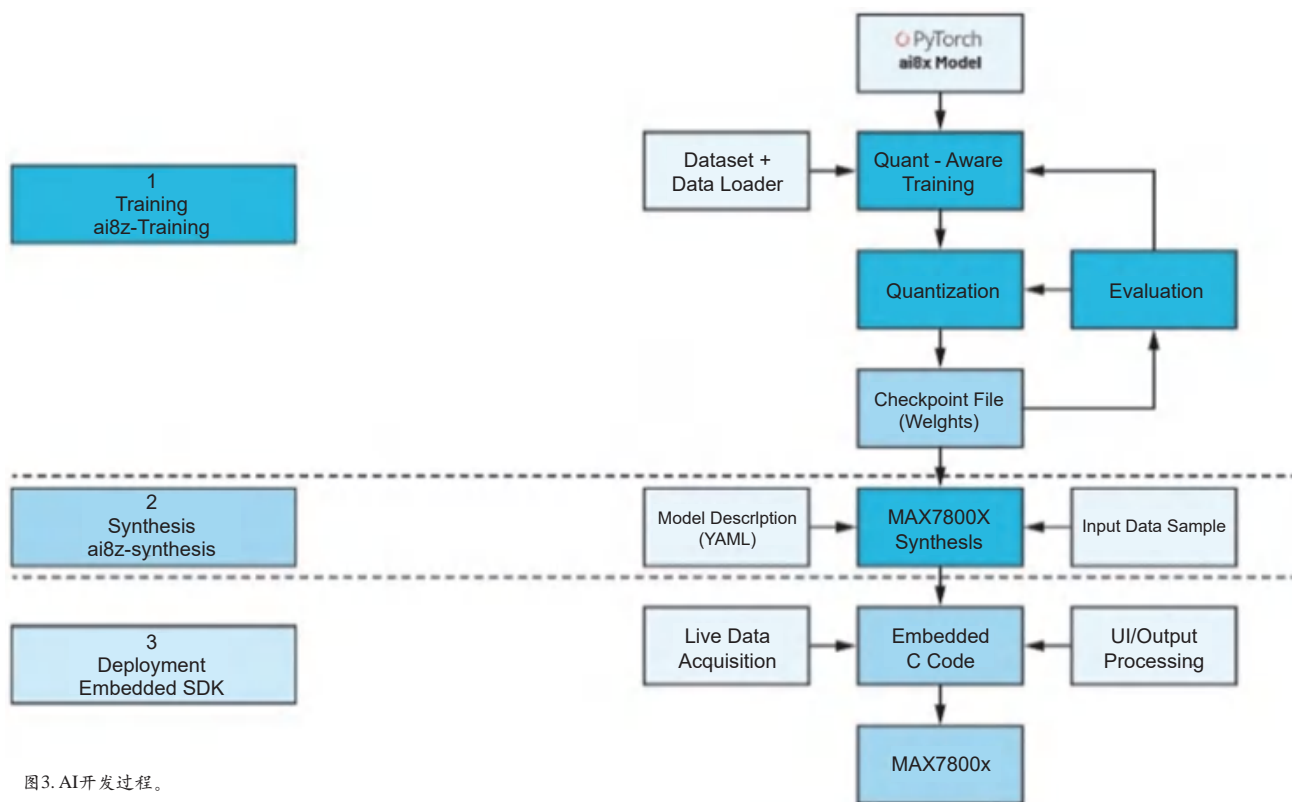 PyTorch
ai8x Model
1
Training
ai8z-Training
Dataset +
Data Loader
Quant - Aware
Training
Quantization
Evaluation
Checkpoint File
(Welghts)
2
Synthesis
ai8z-synthesis
Model Descrlption
(YAML)
MAX7800X
Synthesls
Input Data Sample
3
Deployment
Embedded SDK
Live Data
Acquisition
Embedded
C Code
UI/Output
Processing
MAX7800x
图3. AI开发过程。